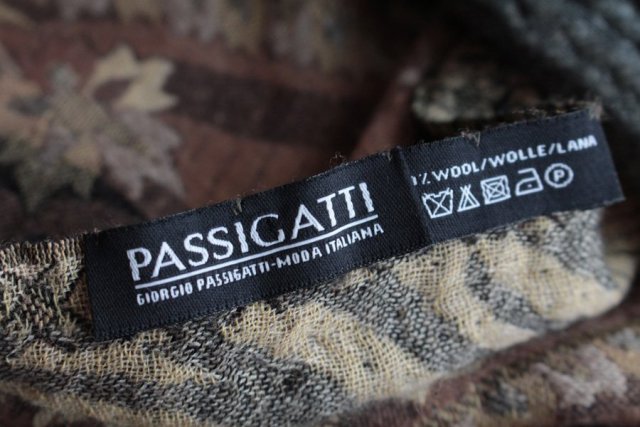 PASSIGATTI
GIORGIO PASSIGATTI-MODA ITALIANA
% WOOL/WOLLE/LANA
P